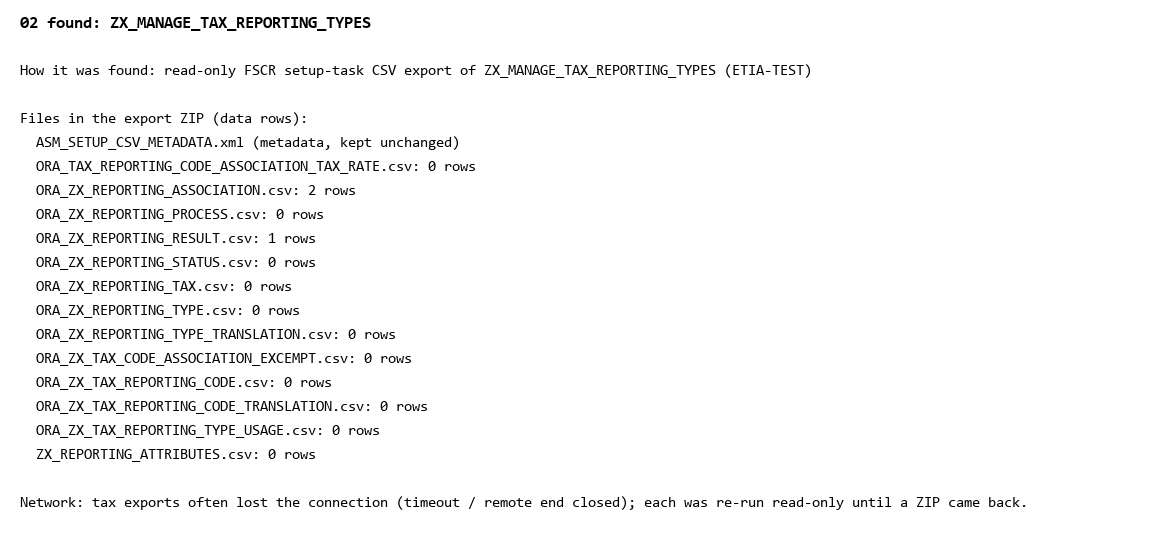 02 found: ZX_MANAGE_TAX_REPORTING_TYPES
How it was found: read-only FSCR setup-task CSV export of ZX_MANAGE_TAX_REPORTING_TYPES (ETIA-TEST)
Files in the export ZIP (data rows):
ASM_SETUP_CSV_METADATA.xml (metadata, kept unchanged)
ORA_TAX_REPORTING_CODE_ASSOCIATION_TAX_RATE.csv: 0 rows
ORA_ZX_REPORTING_ASSOCIATION.csv: 2 rows
ORA_ZX_REPORTING_PROCESS.csv: 0 rows
ORA_ZX_REPORTING_RESULT.csv: 1 rows
ORA_ZX_REPORTING_STATUS.csv: 0 rows
ORA_ZX_REPORTING_TAX.csv: 0 rows
ORA_ZX_REPORTING_TYPE.csv: 0 rows
ORA_ZX_REPORTING_TYPE_TRANSLATION.csv: 0 rows
ORA_ZX_TAX_CODE_ASSOCIATION_EXCEMPT.csv: 0 rows
ORA_ZX_TAX_REPORTING_CODE.csv: 0 rows
ORA_ZX_TAX_REPORTING_CODE_TRANSLATION.csv: 0 rows
ORA_ZX_TAX_REPORTING_TYPE_USAGE.csv: 0 rows
ZX_REPORTING_ATTRIBUTES.csv: 0 rows
Network: tax exports often lost the connection (timeout / remote end closed); each was re-run read-only until a ZIP came back.